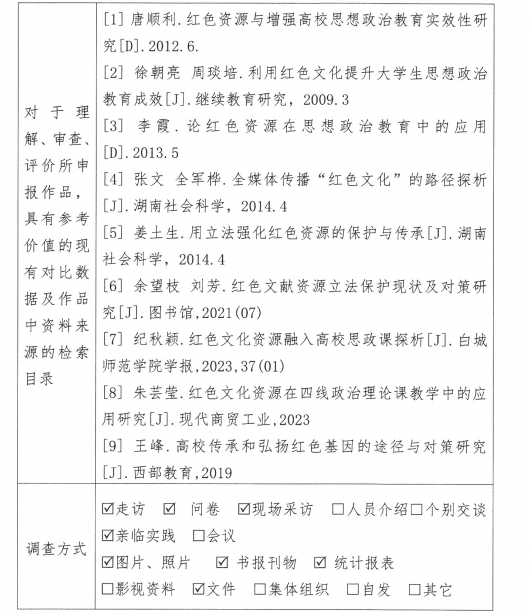 对于理
解、审查、
评价所申
报作品，
具有参考
价值的现
有对比数
据及作品
中资料来
源的检索
目录
[1] 唐顺利.红色资源与增强高校思想政治教育实效性研
究[D].2012.6.
[2] 徐朝亮 周琰培.利用红色文化提升大学生思想政治
教育成效[J].继续教育研究，2009.3
[3] 李霞.论红色资源在思想政治教育中的应用
[D].2013.5
[4] 张文 全军桦.全媒体传播“红色文化”的路径探析
[J].湖南社会科学，2014.4
[5] 姜土生.用立法强化红色资源的保护与传承[J].湖南
社会科学，2014.4
[6] 余望枝 刘芳.红色文献资源立法保护现状及对策研
究[J].图书馆,2021(07)
[7] 纪秋颖.红色文化资源融入高校思政课探析[J].白城
师范学院学报,2023,37(01)
[8] 朱芸莹.红色文化资源在四线政治理论课教学中的应
用研究[J].现代商贸工业,2023
[9] 王峰.高校传承和弘扬红色基因的途径与对策研究
[J].西部教育,2019
调查方式
☑走访 ☑ 问卷 ☑现场采访 □人员介绍□个别交谈
☑亲临实践 □会议
☑图片、照片 ☑ 书报刊物 ☑ 统计报表
□影视资料 ☑文件 □集体组织 □自发 □其它